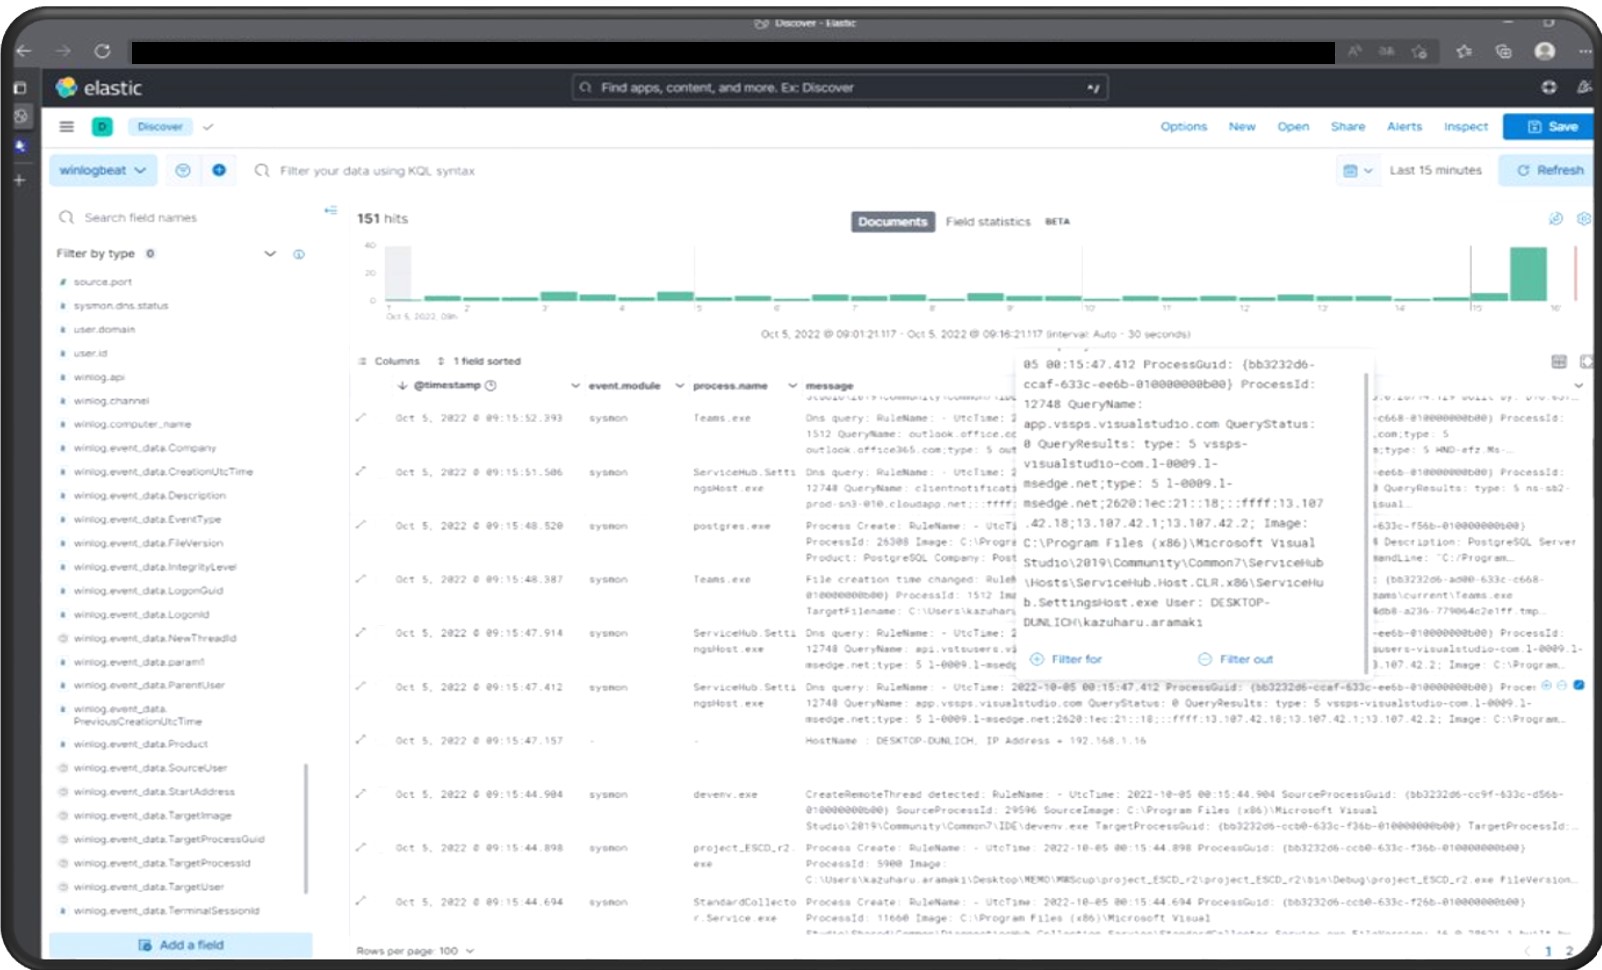 Discover - Elastic
elastic
Find apps, content, and more. Ex: Discover
D
Discover
Options New Open Share Alerts Inspect Save
winlogbeat
Filter your data using KQL syntax
Last 15 minutes
Refresh
Search field names
Filter by type 0
source.port
sysmon.dns.status
user.domain
user.id
winlog.api
winlog.channel
winlog.computer_name
winlog.event_data.Company
winlog.event_data.CreationUtcTime
winlog.event_data.Description
winlog.event_data.EventType
winlog.event_data.FileVersion
winlog.event_data.IntegrityLevel
winlog.event_data.LogonGuid
winlog.event_data.LogonId
winlog.event_data.NewThreadId
winlog.event_data.param1
winlog.event_data.ParentUser
winlog.event_data.
PreviousCreationUtcTime
winlog.event_data.Product
winlog.event_data.SourceUser
winlog.event_data.StartAddress
winlog.event_data.TargetImage
winlog.event_data.TargetProcessGuid
winlog.event_data.TargetProcessId
winlog.event_data.TargetUser
winlog.event_data.TerminalSessionId
Add a field
151 hits
Documents Field statistics BETA
40
20
0
Oct 5, 2022, 09h
Oct 5, 2022 @ 09:01:21.117 - Oct 5, 2022 @ 09:16:21.117 (interval: Auto - 30 seconds)
Columns 1 field sorted
@timestamp event.module process.name message
Oct 5, 2022 @ 09:15:52.393 sysmon Teams.exe Dns query: RuleName: - UtcTime: 2
1512 QueryName: outlook.office.co
outlook.office365.com;type: 5 out
Oct 5, 2022 @ 09:15:51.506 sysmon ServiceHub.Setti Dns query: RuleName: - UtcTime: 2
ngsHost.exe 12748 QueryName: clientnotificati
Oct 5, 2022 @ 09:15:48.520 sysmon postgres.exe Process Create: RuleName: - UtcTi
ProcessId: 26308 Image: C:\Progra
Description: PostgreSQL Server
Product: PostgreSQL Company: Post
Oct 5, 2022 @ 09:15:48.387 sysmon Teams.exe File creation time changed: RuleN
010000000b00} ProcessId: 1512 Ima
TargetFilename: C:\Users\kazuharu
Oct 5, 2022 @ 09:15:47.914 sysmon ServiceHub.Setti Dns query: RuleName: - UtcTime: 2
ngsHost.exe 12748 QueryName: api.vstsusers.vi
msedge.net;type: 5 l-0009.l-msedg
05 00:15:47.412 ProcessGuid: {bb3232d6-
ccaf-633c-ee6b-010000000b00} ProcessId:
12748 QueryName:
app.vssps.visualstudio.com QueryStatus:
0 QueryResults: type: 5 vssps-
visualstudio-com.l-0009.l-
msedge.net;type: 5 l-0009.l-
msedge.net;2620:1ec:21::18;::ffff:13.107
.42.18;13.107.42.1;13.107.42.2; Image:
C:\Program Files (x86)\Microsoft Visual
Studio\2019\Community\Common7\ServiceHub
\Hosts\ServiceHub.Host.CLR.x86\ServiceHu
b.SettingsHost.exe User: DESKTOP-
DUNLICH\kazuharu.aramaki
Filter for Filter out
Oct 5, 2022 @ 09:15:47.412 sysmon ServiceHub.Setti Dns query: RuleName: - UtcTime: 2022-10-05 00:15:47.412 ProcessGuid: {bb3232d6-ccaf-633c-ee6b-010000000b00} Proces
ngsHost.exe 12748 QueryName: app.vssps.visualstudio.com QueryStatus: 0 QueryResults: type: 5 vssps-visualstudio-com.l-0009.l-
msedge.net;type: 5 l-0009.l-msedge.net;2620:1ec:21::18;::ffff:13.107.42.18;13.107.42.1;13.107.42.2; Image: C:\Program...
Oct 5, 2022 @ 09:15:47.157 - - HostName : DESKTOP-DUNLICH, IP Address = 192.168.1.16
Oct 5, 2022 @ 09:15:44.904 sysmon devenv.exe CreateRemoteThread detected: RuleName: - UtcTime: 2022-10-05 00:15:44.904 SourceProcessGuid: {bb3232d6-cc9f-633c-d56b-
010000000b00} SourceProcessId: 29596 SourceImage: C:\Program Files (x86)\Microsoft Visual
Studio\2019\Community\Common7\IDE\devenv.exe TargetProcessGuid: {bb3232d6-ccb0-633c-f36b-010000000b00} TargetProcessId:...
Oct 5, 2022 @ 09:15:44.898 sysmon project_ESCD_r2. Process Create: RuleName: - UtcTime: 2022-10-05 00:15:44.898 ProcessGuid: {bb3232d6-ccb0-633c-f36b-010000000b00}
exe ProcessId: 5900 Image:
C:\Users\kazuharu.aramaki\Desktop\MEMO\MWScup\project_ESCD_r2\project_ESCD_r2\bin\Debug\project_ESCD_r2.exe FileVersion...
Oct 5, 2022 @ 09:15:44.694 sysmon StandardCollecto Process Create: RuleName: - UtcTime: 2022-10-05 00:15:44.694 ProcessGuid: {bb3232d6-ccb0-633c-f26b-010000000b00}
r.Service.exe ProcessId: 11660 Image: C:\Program Files (x86)\Microsoft Visual
Rows per page: 100
1 2